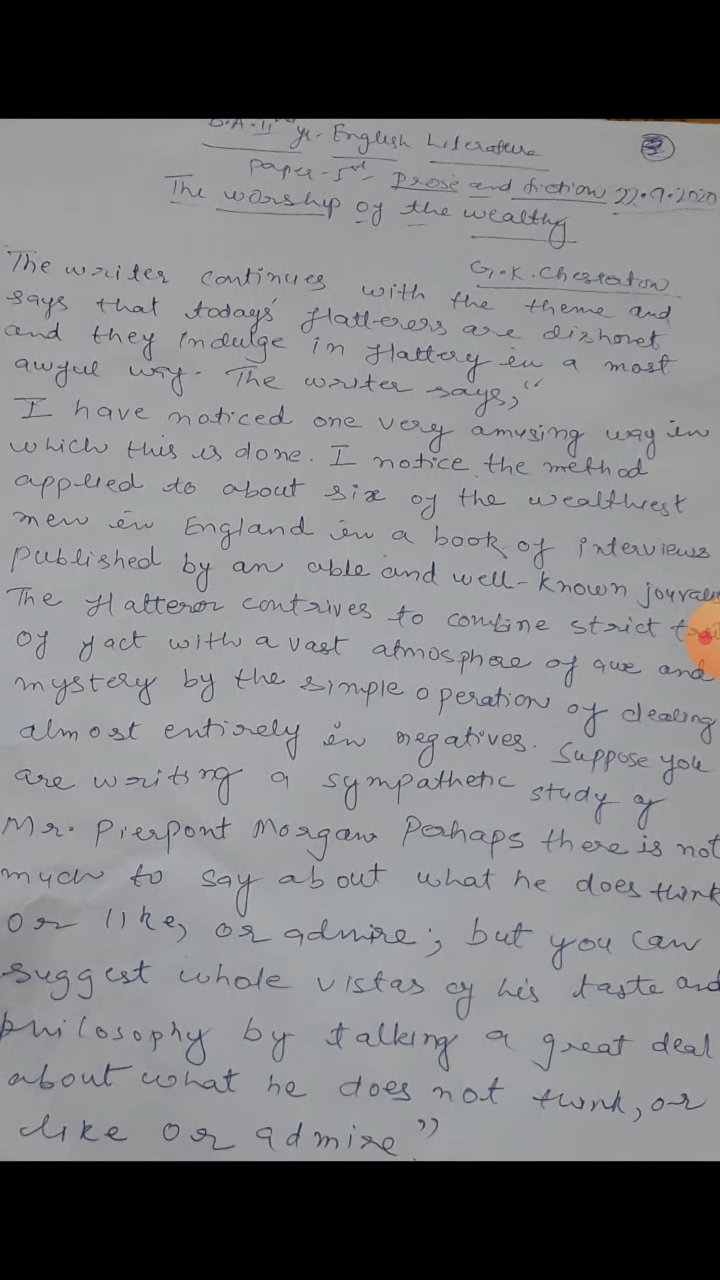 B.A. IInd yr. English Literature
2
Paper-Ist Prose and fiction 22.9.2020
The worship of the wealthy
G.K. Chesterton
The writer continues with the theme and
says that todays' flatterers are dishonet
and they indulge in flattery in a most
awful way. The writer says, "
I have noticed one very amusing way in
which this is done. I notice the method
applied to about six of the wealthiest
men in England in a book of interviews
published by an able and well-known journa
The flatteror contrives to combine strict
of fact with a vast atmosphere of awe and
mystery by the simple operation of dealing
almost entirely in negatives. Suppose you
are writing a sympathetic study of
Mr. Pierpont Morgan Perhaps there is not
much to say about what he does think
or like, or admire; but you can
suggest whole vistas of his taste and
philosophy by talking a great deal
about what he does not think, or
like or admire"